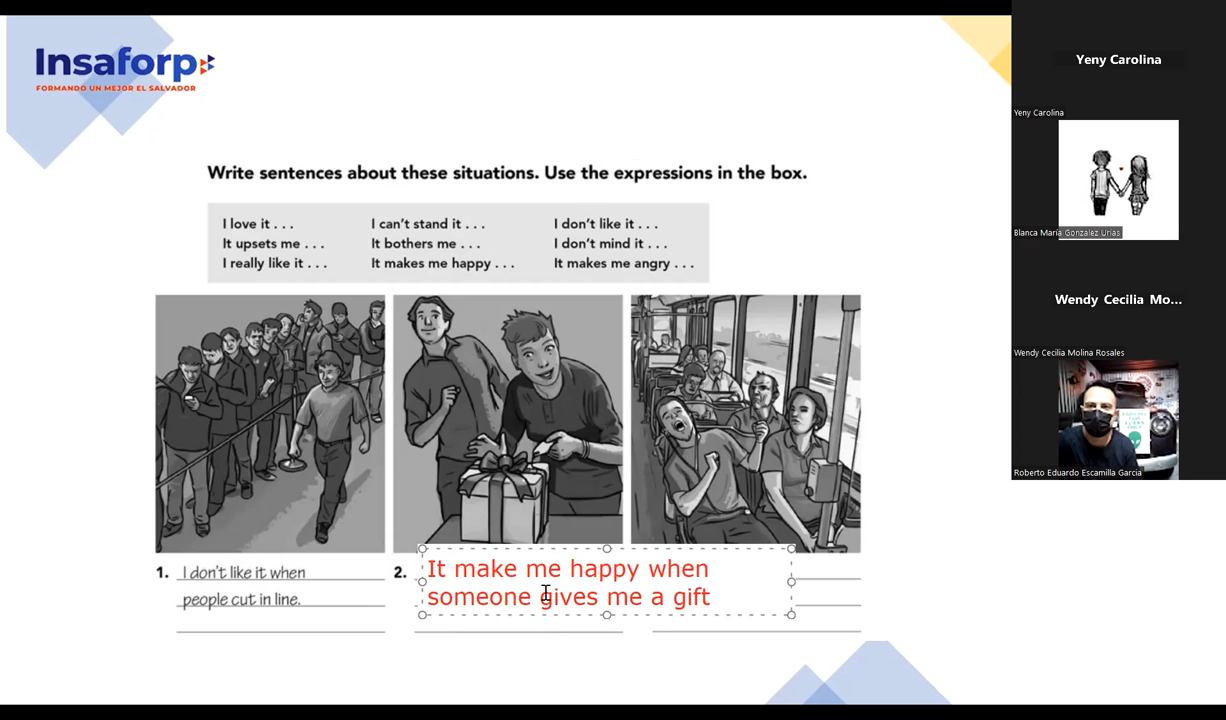 Insaforp
FORMANDO UN MEJOR EL SALVADOR
Write sentences about these situations. Use the expressions in the box.
I love it . . .
I can't stand it . . .
I don't like it . . .
It upsets me . . .
It bothers me . . .
I don't mind it . . .
I really like it . . .
It makes me happy . . .
It makes me angry . . .
1. I don't like it when
people cut in line.
2. It make me happy when
someone gives me a gift
Yeny Carolina
Yeny Carolina
Blanca María Gonzalez Urias
Wendy Cecilia Mo...
Wendy Cecilia Molina Rosales
Roberto Eduardo Escamilla Garcia